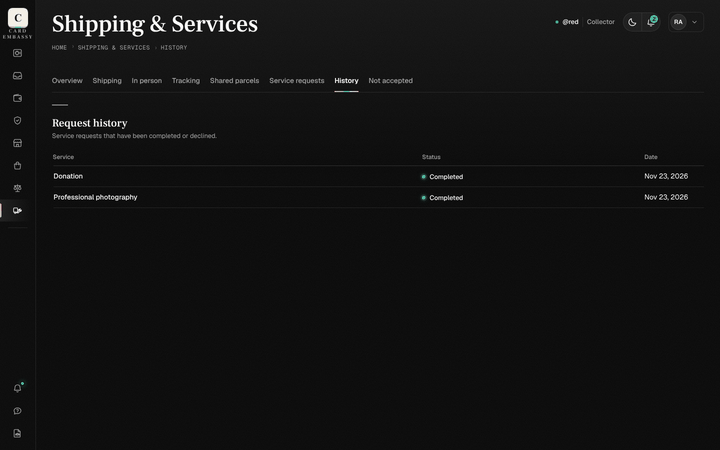 C
CARD
EMBASSY
Shipping & Services
@red Collector
2
RA
HOME › SHIPPING & SERVICES › HISTORY
Overview Shipping In person Tracking Shared parcels Service requests History Not accepted
Request history
Service requests that have been completed or declined.
Service Status Date
Donation Completed Nov 23, 2026
Professional photography Completed Nov 23, 2026